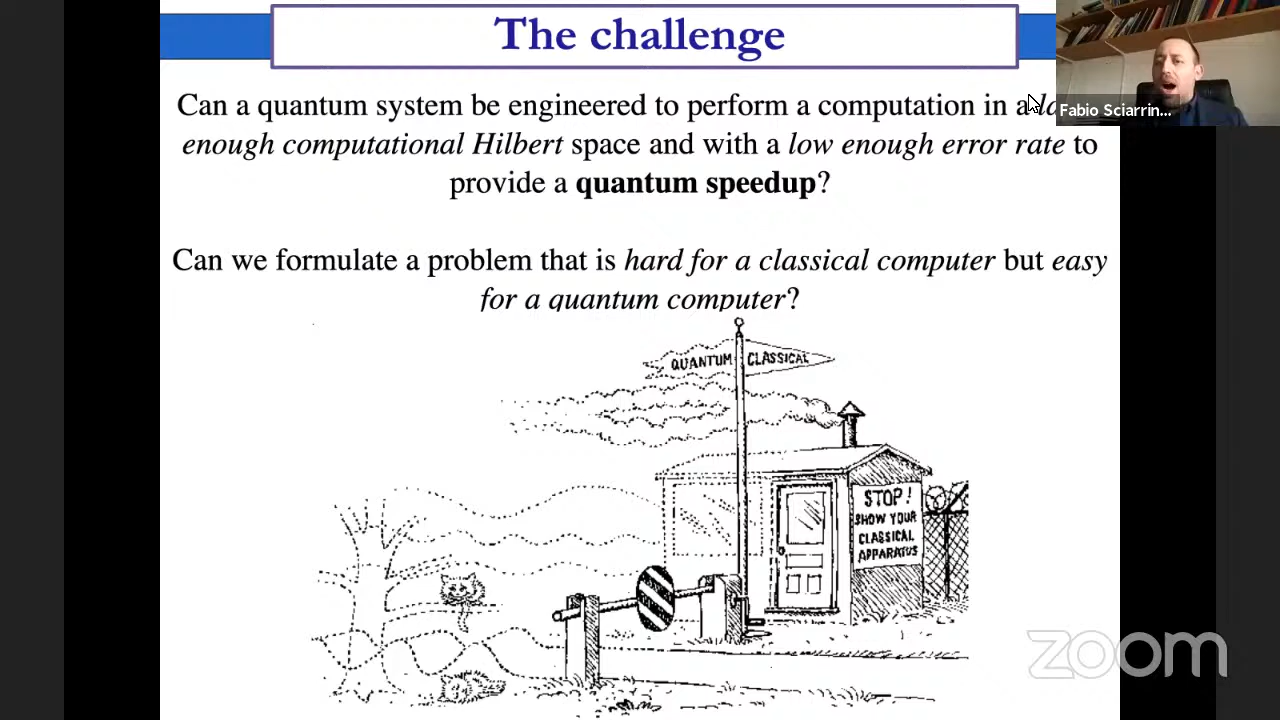 The challenge
Can a quantum system be engineered to perform a computation in a
enough computational Hilbert space and with a low enough error rate to
provide a quantum speedup?
Can we formulate a problem that is hard for a classical computer but easy
for a quantum computer?
Fabio Sciarrin...
QUANTUM CLASSICAL
STOP!
SHOW YOUR
CLASSICAL
APPARATUS
zoom